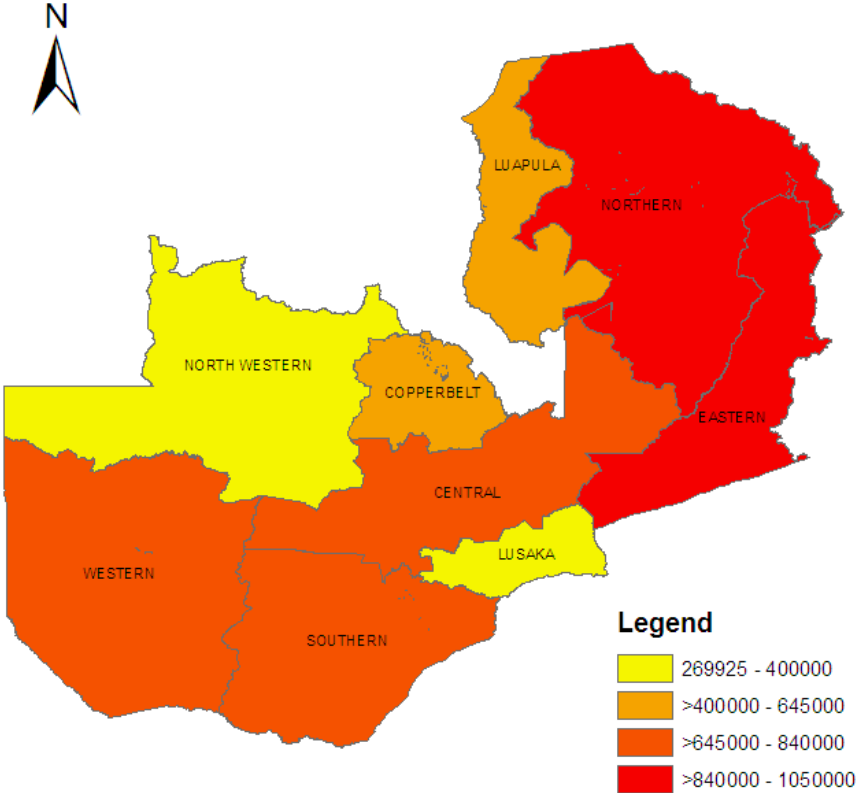 N
LUAPULA
NORTHERN
NORTH WESTERN
COPPERBELT
EASTERN
CENTRAL
LUSAKA
WESTERN
SOUTHERN
Legend
269925 - 400000
>400000 - 645000
>645000 - 840000
>840000 - 1050000